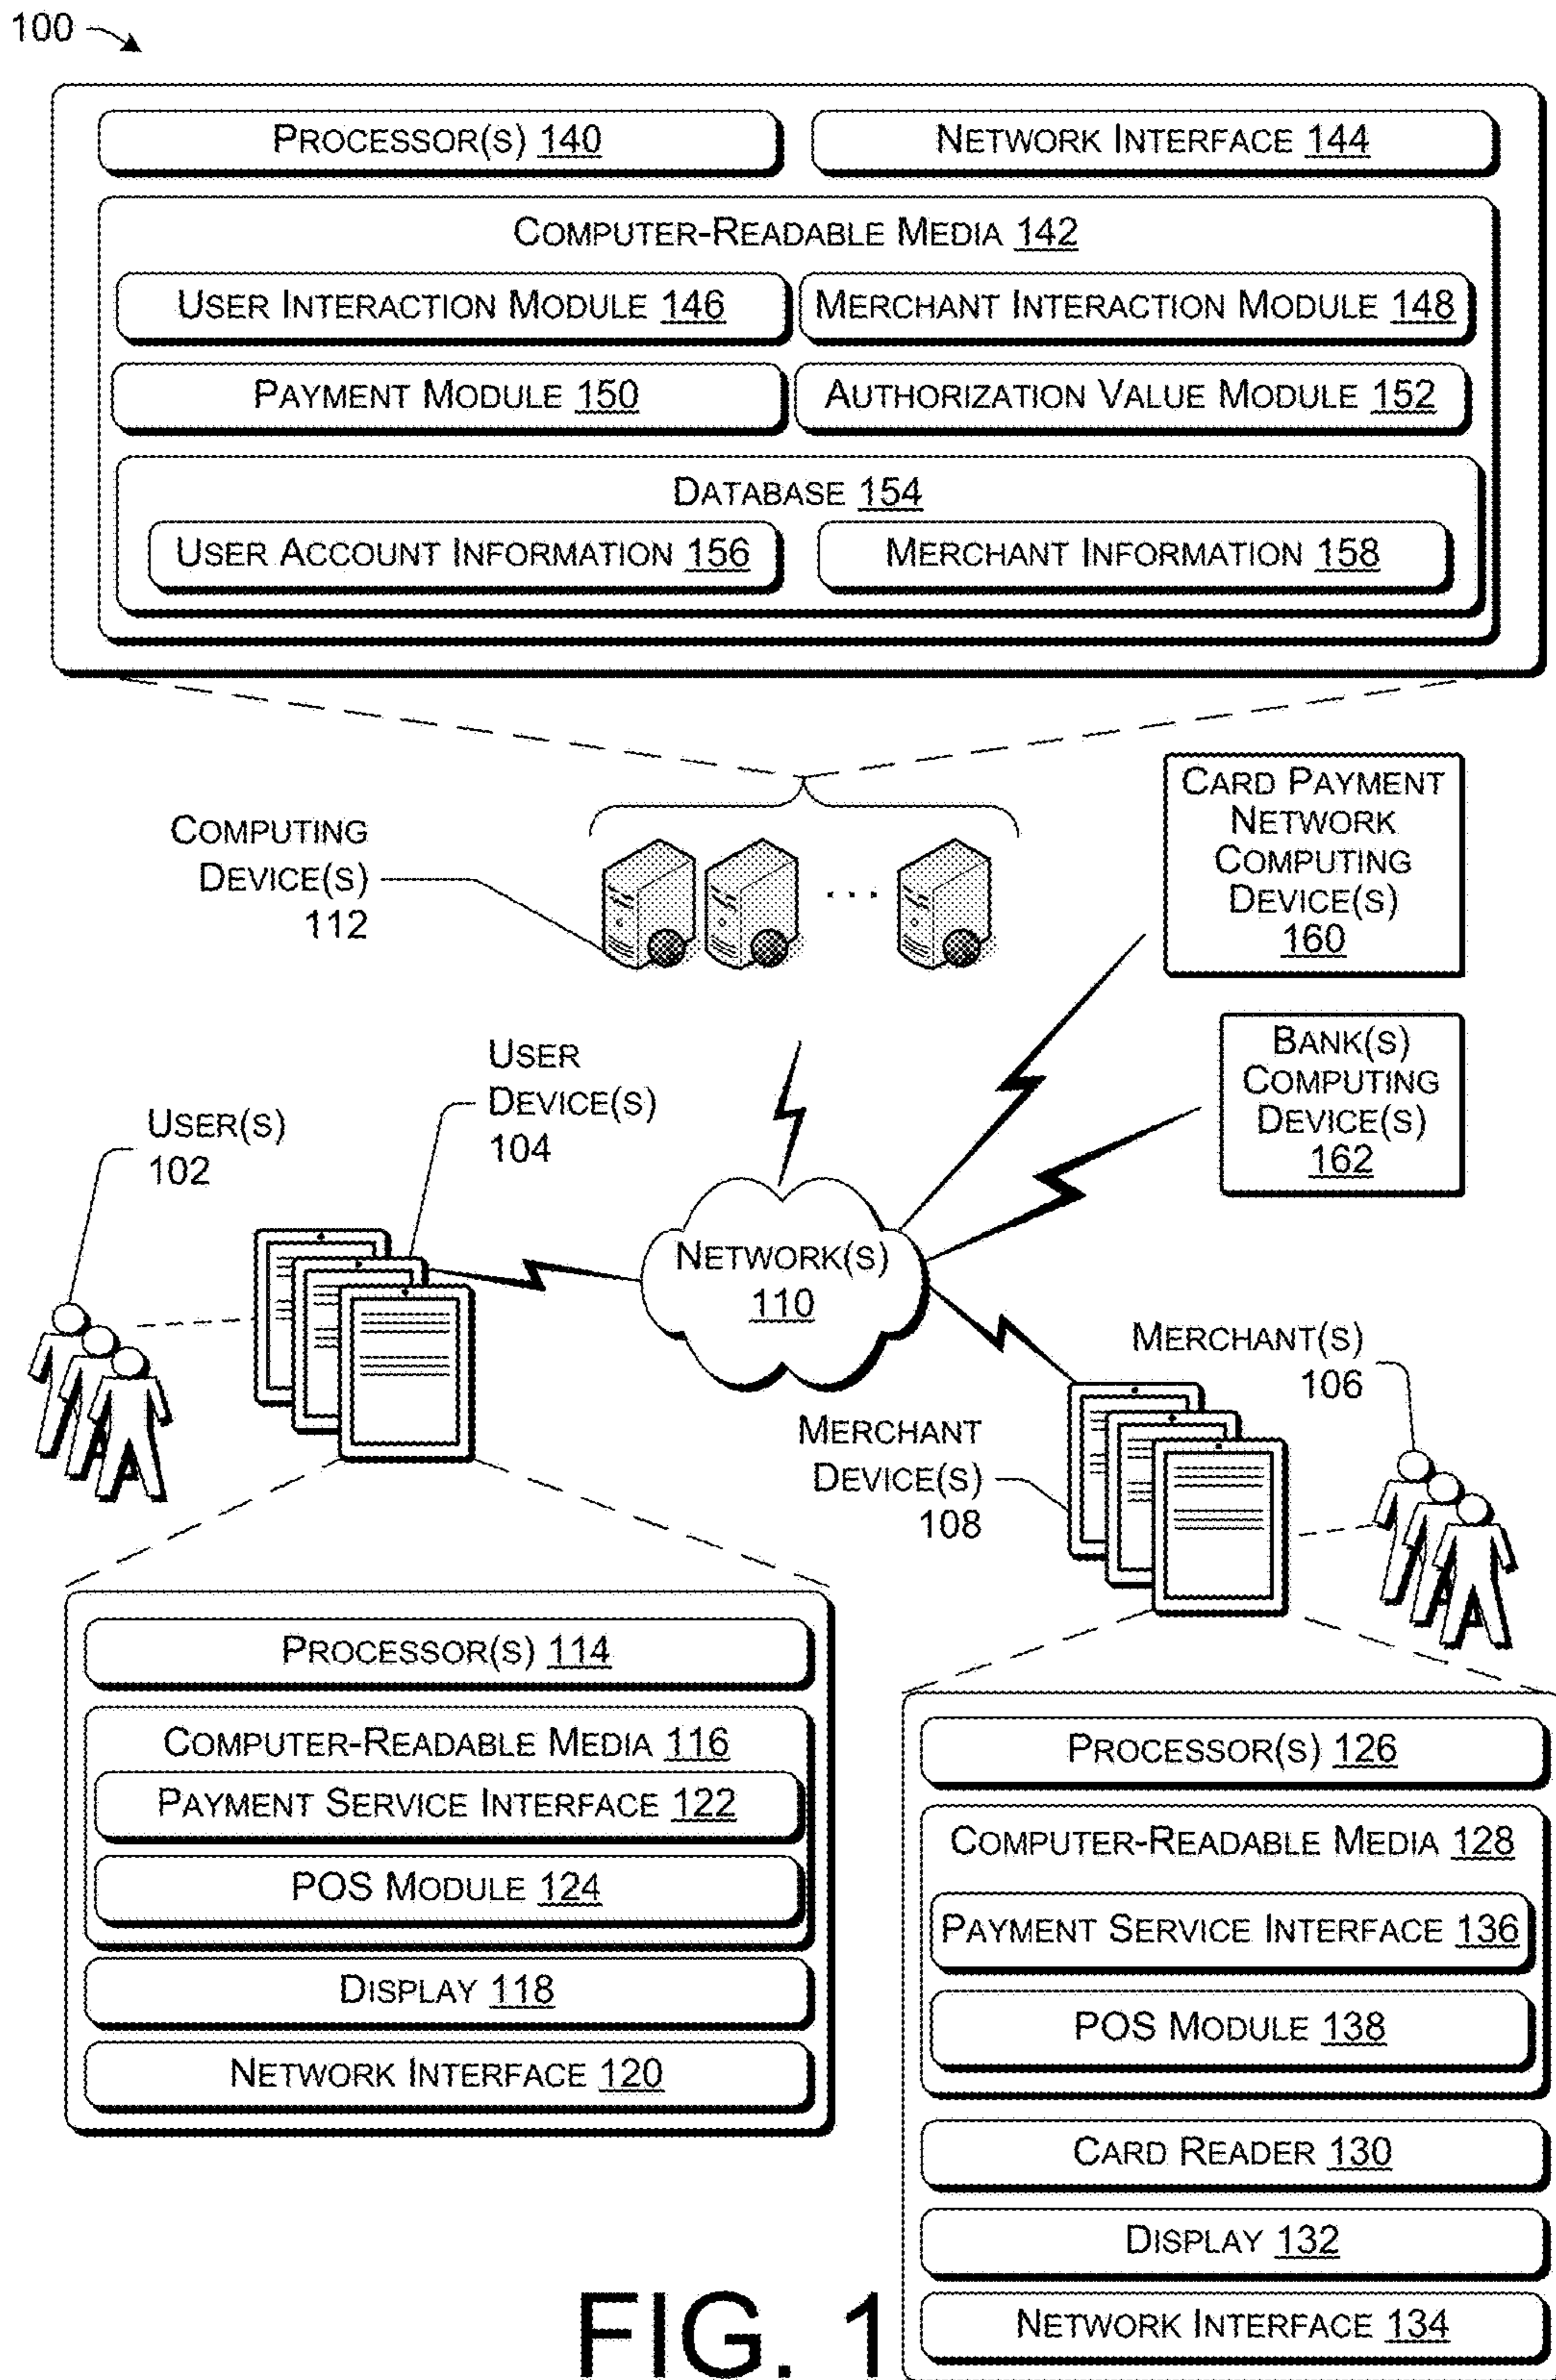 100
PROCESSOR(S) 140
NETWORK INTERFACE 144
COMPUTER-READABLE MEDIA 142
USER INTERACTION MODULE 146
MERCHANT INTERACTION MODULE 148
PAYMENT MODULE 150
AUTHORIZATION VALUE MODULE 152
DATABASE 154
USER ACCOUNT INFORMATION 156
MERCHANT INFORMATION 158
COMPUTING
DEVICE(S)
112
CARD PAYMENT
NETWORK
COMPUTING
DEVICE(S)
160
BANK(S)
COMPUTING
DEVICE(S)
162
USER
DEVICE(S)
104
USER(S)
102
NETWORK(S)
110
MERCHANT(S)
106
MERCHANT
DEVICE(S)
108
PROCESSOR(S) 114
COMPUTER-READABLE MEDIA 116
PAYMENT SERVICE INTERFACE 122
POS MODULE 124
DISPLAY 118
NETWORK INTERFACE 120
PROCESSOR(S) 126
COMPUTER-READABLE MEDIA 128
PAYMENT SERVICE INTERFACE 136
POS MODULE 138
CARD READER 130
DISPLAY 132
NETWORK INTERFACE 134
FIG. 1